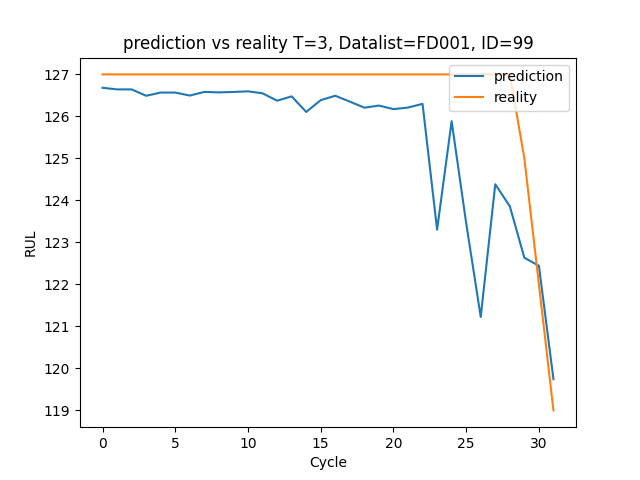 prediction vs reality T=3, Datalist=FD001, ID=99
prediction
reality
127
126
125
124
123
122
121
120
119
RUL
0 5 10 15 20 25 30
Cycle